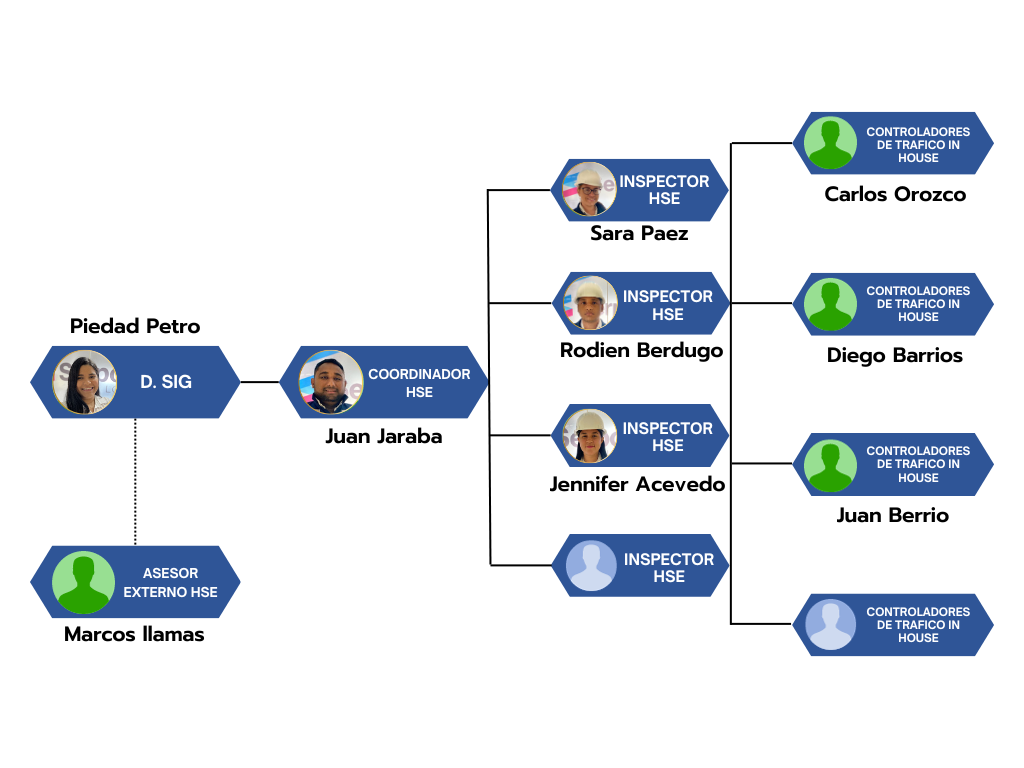 Piedad Petro
D. SIG
ASESOR
EXTERNO HSE
Marcos llamas
COORDINADOR
HSE
Juan Jaraba
INSPECTOR
HSE
Sara Paez
INSPECTOR
HSE
Rodien Berdugo
INSPECTOR
HSE
Jennifer Acevedo
INSPECTOR
HSE
CONTROLADORES
DE TRAFICO IN
HOUSE
Carlos Orozco
CONTROLADORES
DE TRAFICO IN
HOUSE
Diego Barrios
CONTROLADORES
DE TRAFICO IN
HOUSE
Juan Berrio
CONTROLADORES
DE TRAFICO IN
HOUSE